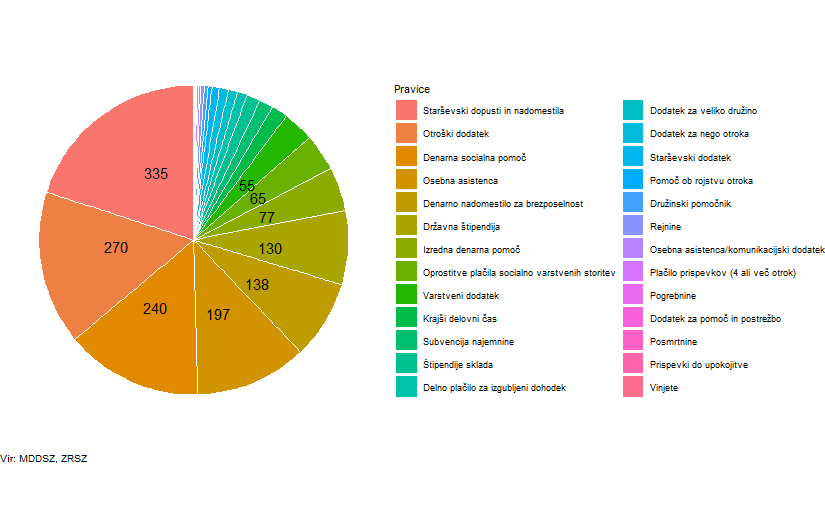 Pravice
Starševski dopusti in nadomestila
Otroški dodatek
Denarna socialna pomoč
Osebna asistenca
Denarno nadomestilo za brezposelnost
Državna štipendija
Izredna denarna pomoč
Oprostitve plačila socialno varstvenih storitev
Varstveni dodatek
Krajši delovni čas
Subvencija najemnine
Štipendije sklada
Delno plačilo za izgubljeni dohodek
Dodatek za veliko družino
Dodatek za nego otroka
Starševski dodatek
Pomoč ob rojstvu otroka
Družinski pomočnik
Rejnine
Osebna asistenca/komunikacijski dodatek
Plačilo prispevkov (4 ali več otrok)
Pogrebnine
Dodatek za pomoč in postrežbo
Posmrtnine
Prispevki do upokojitve
Vinjete
335
270
240
197
138
130
77
65
55
Vir: MDDSZ, ZRSZ